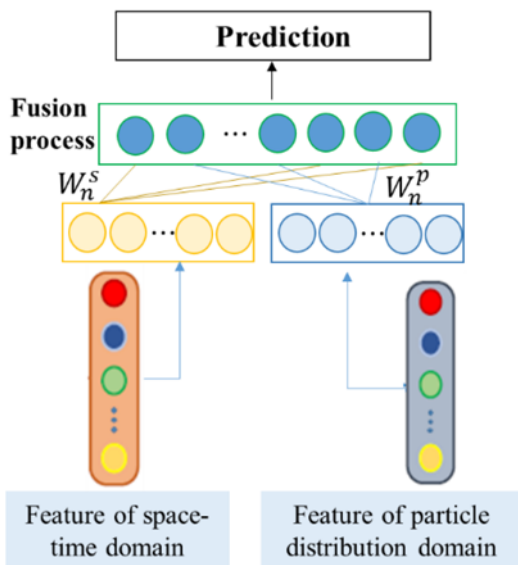 Prediction
Fusion
process
...
W_n^s
W_n^p
... ...
Feature of space-
time domain
Feature of particle
distribution domain